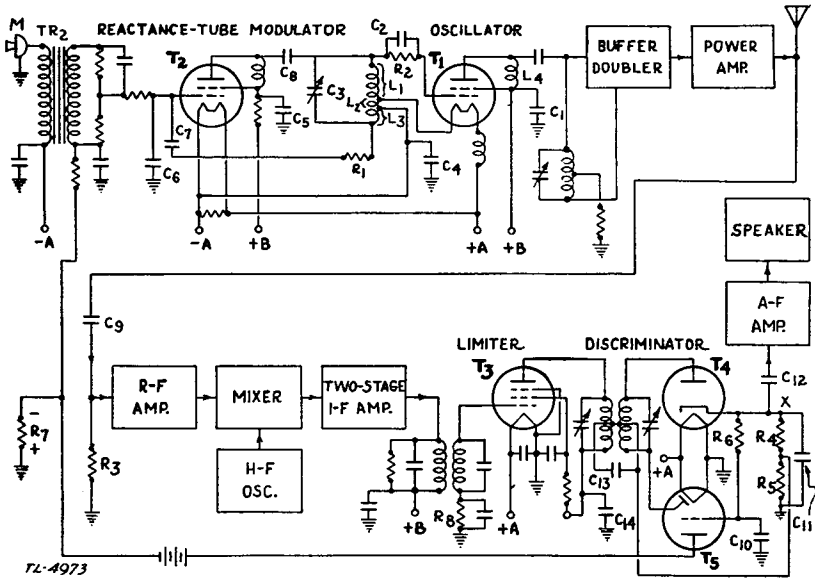 M
TR2
REACTANCE-TUBE MODULATOR
OSCILLATOR
T2
C8
C2
R2
T1
BUFFER DOUBLER
POWER AMP.
C3
L1
L2
L3
L4
C7
C5
C1
C6
R1
C4
-A
-A
+B
+A
+B
SPEAKER
A-F AMP.
C9
LIMITER
DISCRIMINATOR
T3
T4
C12
X
R-F AMP.
MIXER
TWO-STAGE I-F AMP.
-
R7
+
R3
H-F OSC.
R6
R4
+A
C13
R5
R8
+B
+A
C14
C10
C11
T5
TL-4973